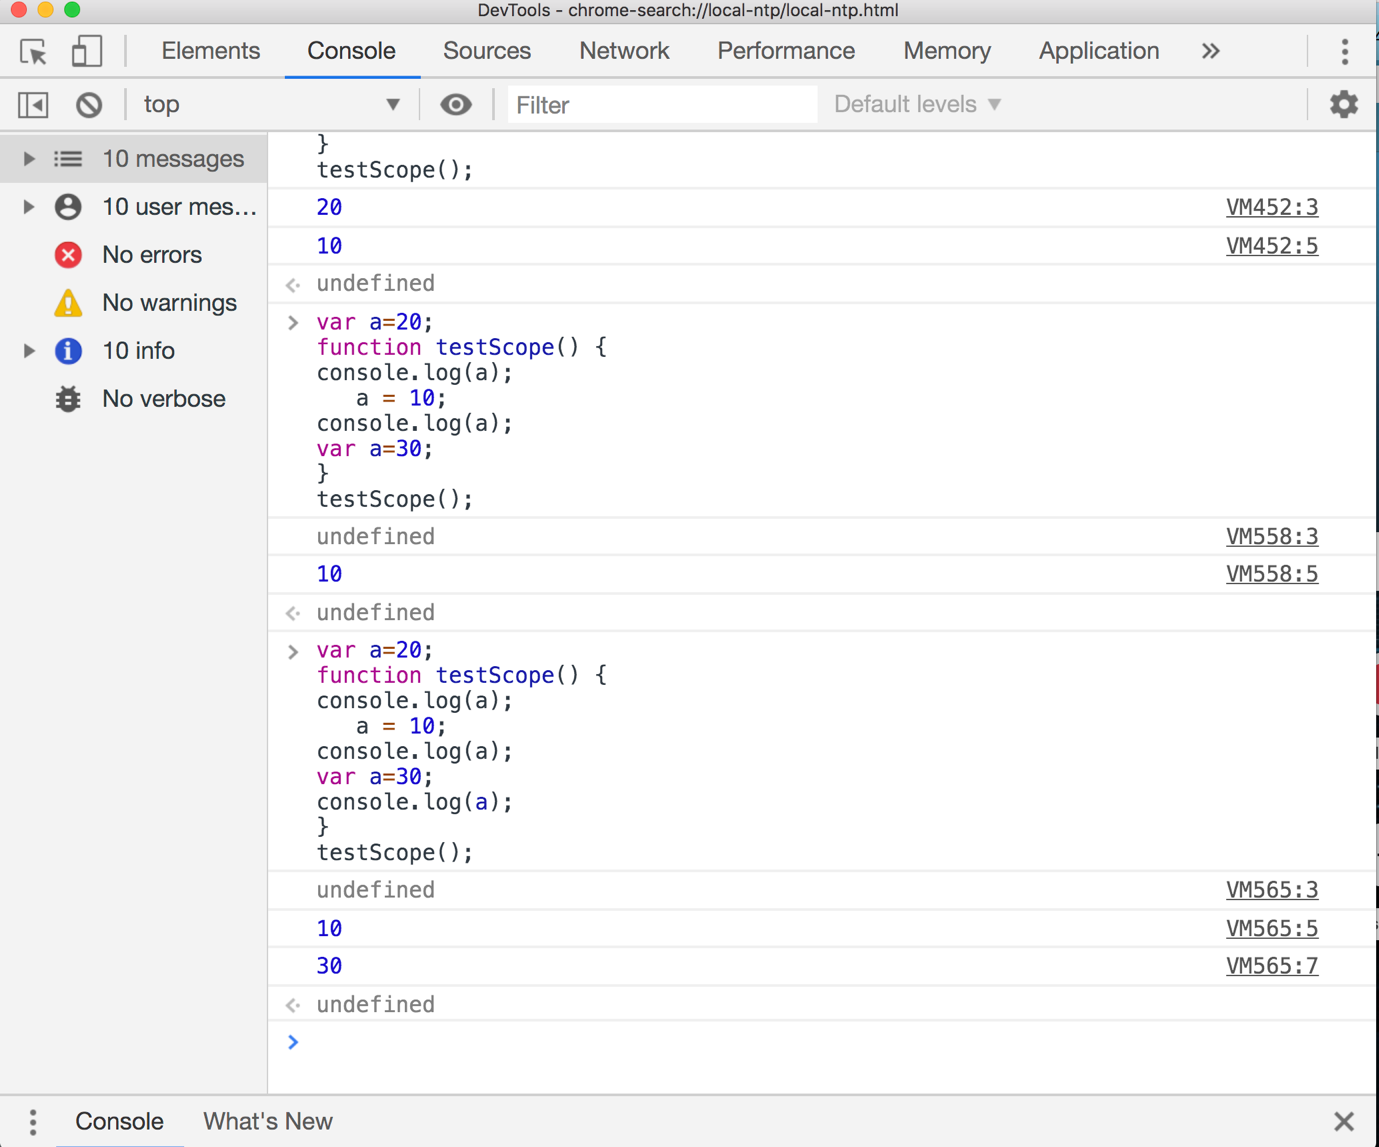 DevTools - chrome-search://local-ntp/local-ntp.html
Elements Console Sources Network Performance Memory Application »
top ▼ Filter Default levels ▼
10 messages
10 user mes...
No errors
No warnings
10 info
No verbose
}
testScope();
20 VM452:3
10 VM452:5
undefined
var a=20;
function testScope() {
console.log(a);
   a = 10;
console.log(a);
var a=30;
}
testScope();
undefined VM558:3
10 VM558:5
undefined
var a=20;
function testScope() {
console.log(a);
   a = 10;
console.log(a);
var a=30;
console.log(a);
}
testScope();
undefined VM565:3
10 VM565:5
30 VM565:7
undefined
Console What's New